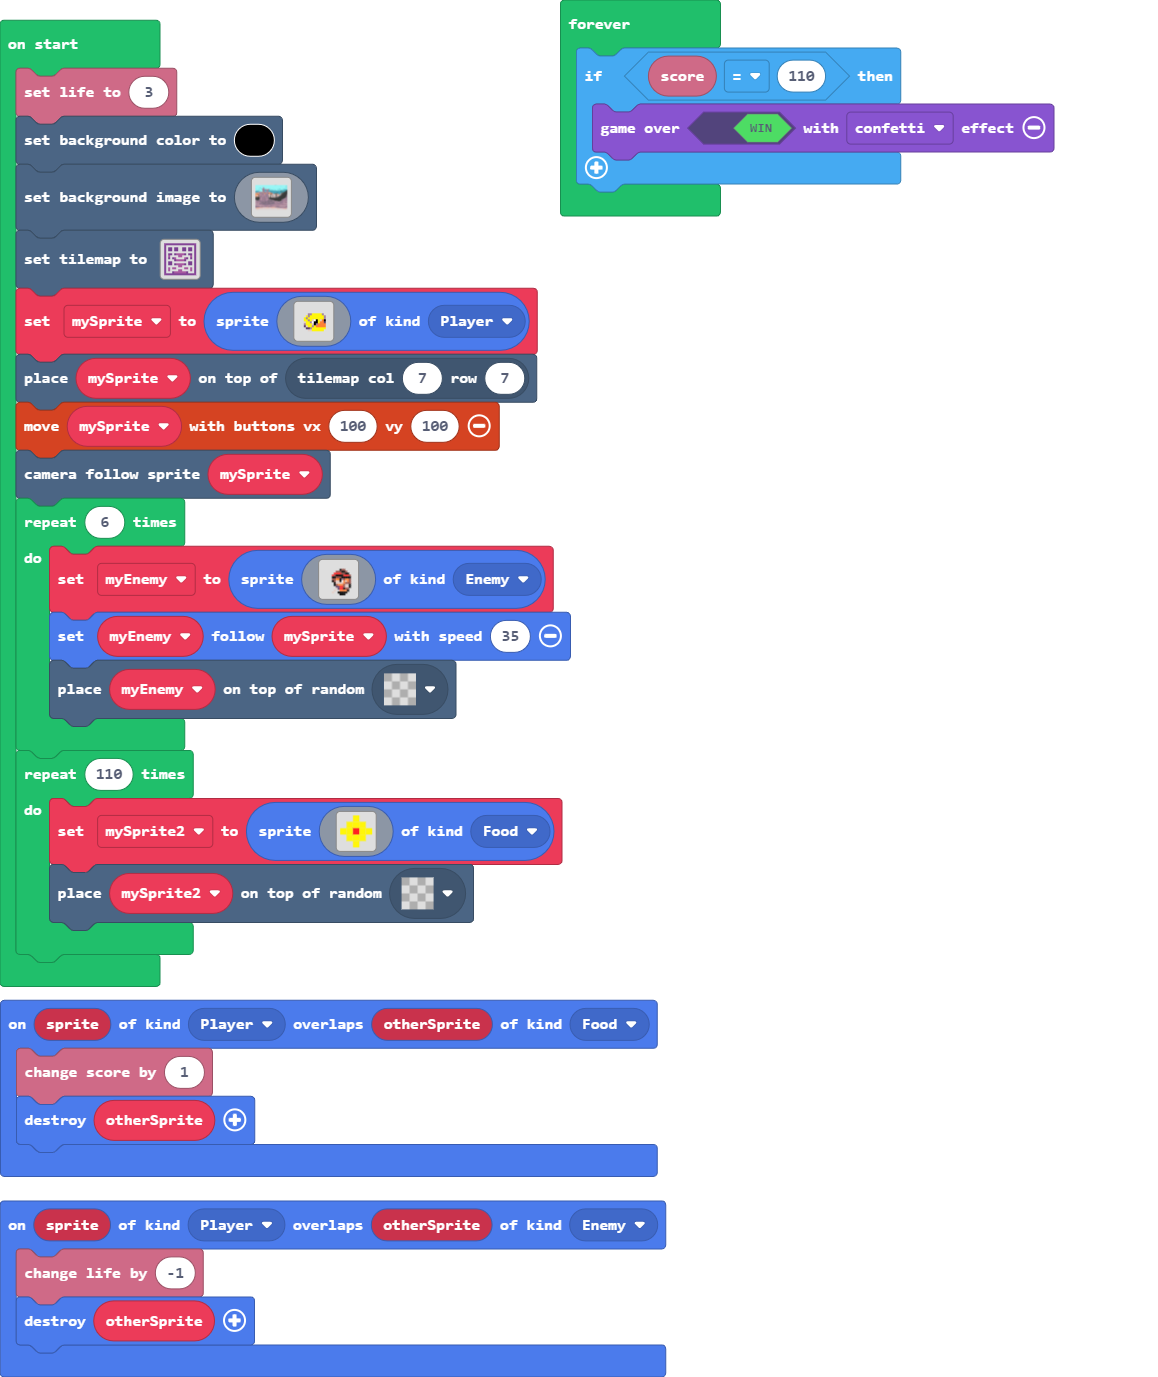 on start
set life to 3
set background color to
set background image to
set tilemap to
set mySprite to sprite of kind Player
place mySprite on top of tilemap col 7 row 7
move mySprite with buttons vx 100 vy 100
camera follow sprite mySprite
repeat 6 times
do
set myEnemy to sprite of kind Enemy
set myEnemy follow mySprite with speed 35
place myEnemy on top of random
repeat 110 times
do
set mySprite2 to sprite of kind Food
place mySprite2 on top of random
on sprite of kind Player overlaps otherSprite of kind Food
change score by 1
destroy otherSprite
on sprite of kind Player overlaps otherSprite of kind Enemy
change life by -1
destroy otherSprite
forever
if score = 110 then
game over WIN with confetti effect